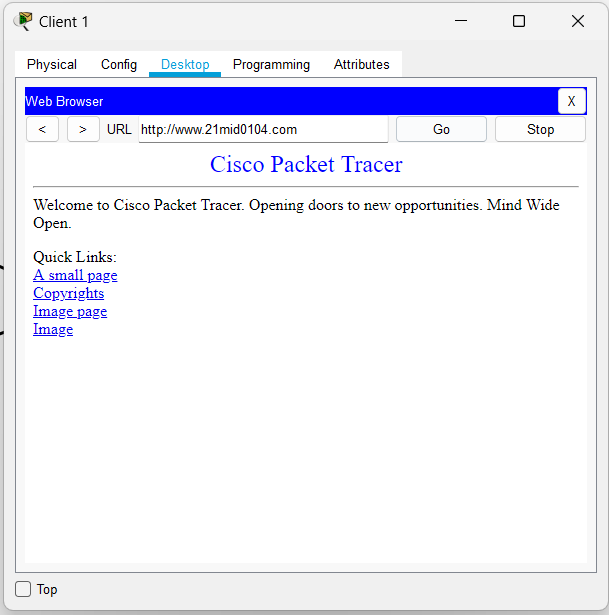 Client 1
Physical Config Desktop Programming Attributes
Web Browser X
< > URL http://www.21mid0104.com Go Stop
Cisco Packet Tracer
Welcome to Cisco Packet Tracer. Opening doors to new opportunities. Mind Wide
Open.
Quick Links:
A small page
Copyrights
Image page
Image
Top